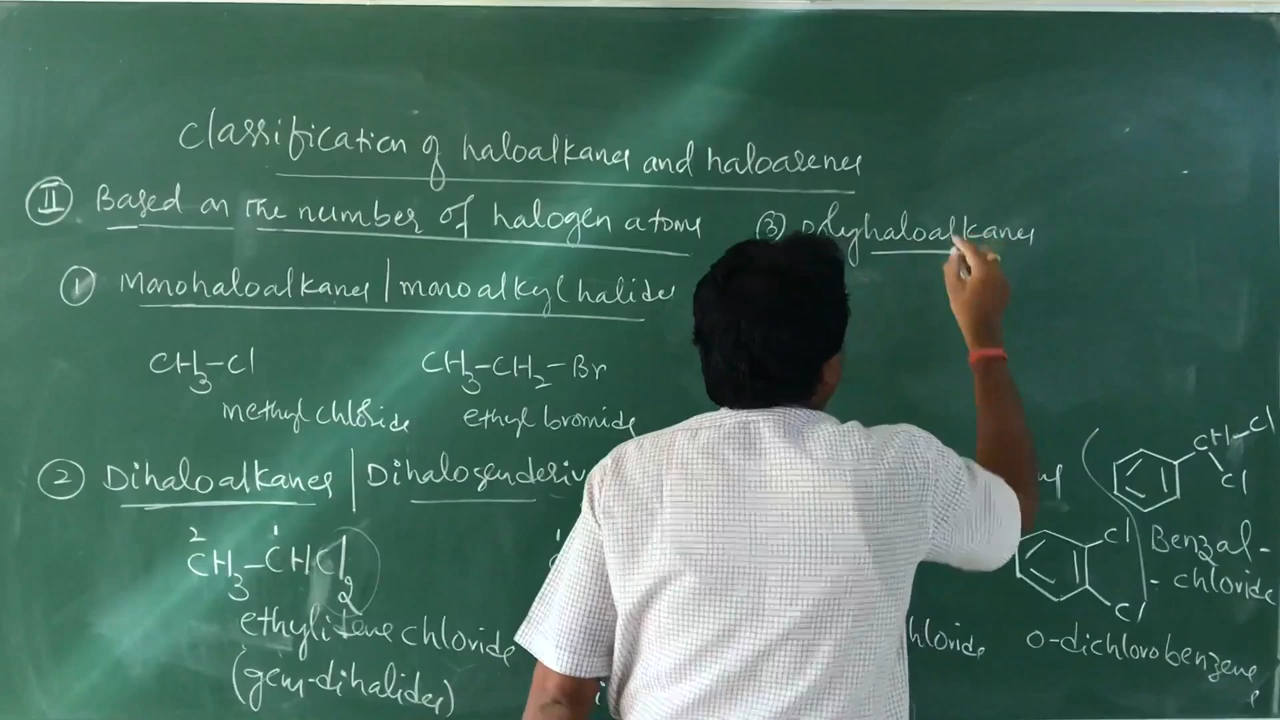 Classification of haloalkanes and haloarenes
II Based on the number of halogen atoms
1 Monohaloalkanes | monoalkyl halides
CH3-Cl CH3-CH2-Br
methyl chloride ethyl bromide
2 Dihaloalkanes | Dihalogen
2 1
CH3-CHCl2
ethylidene chloride
(gem-dihalides)
3 polyhaloalkanes
CH-Cl
Cl
Benzal-
-chloride
Cl
Cl
o-dichlorobenzene